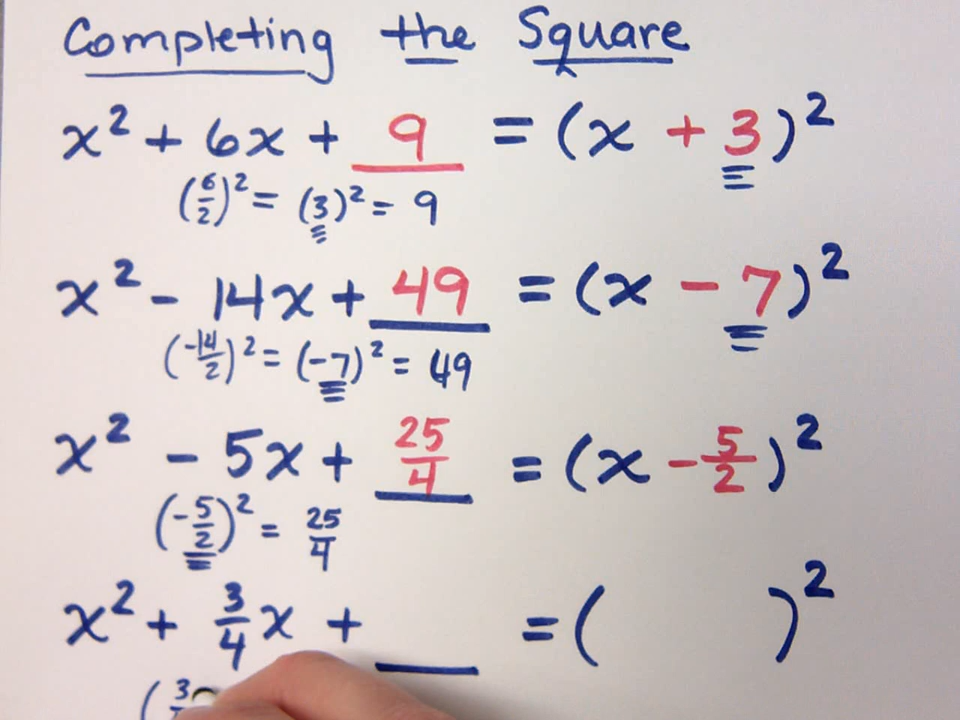 Completing the Square
x² + 6x + 9 = (x + 3)²
(6/2)² = (3)² = 9
x² - 14x + 49 = (x - 7)²
(-14/2)² = (-7)² = 49
x² - 5x + 25/4 = (x - 5/2)²
(-5/2)² = 25/4
x² + 3/4x + ___ = ( )²
(3